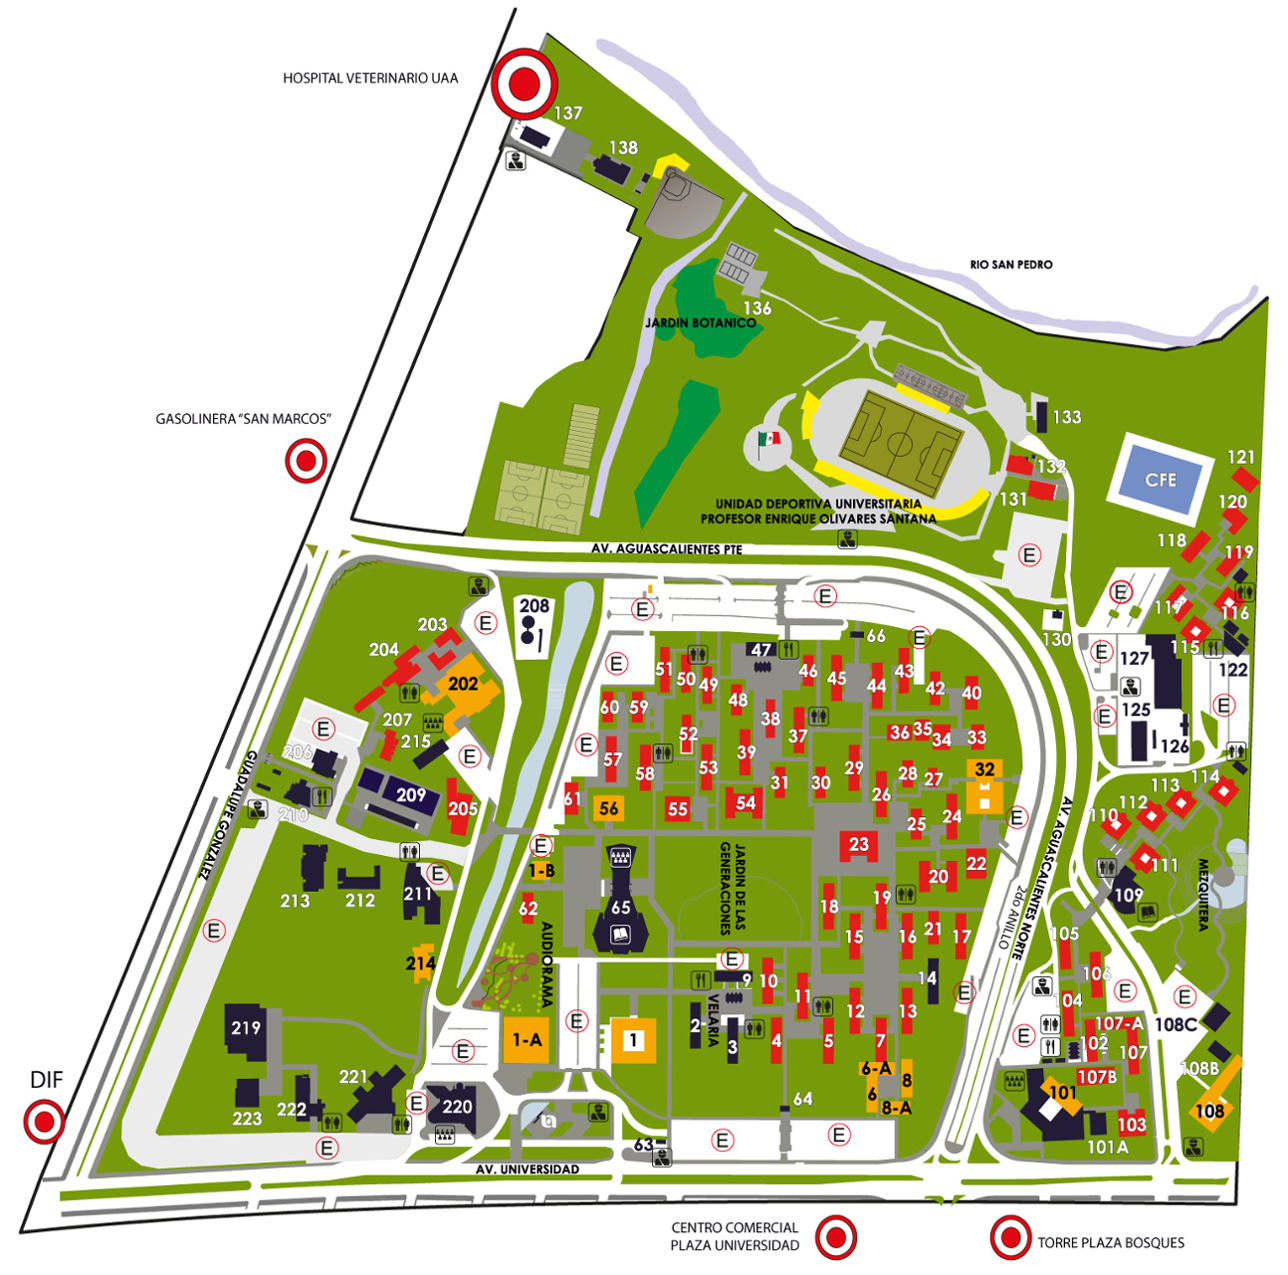 HOSPITAL VETERINARIO UAA
137
138
RIO SAN PEDRO
136
JARDIN BOTANICO
GASOLINERA “SAN MARCOS”
133
132
131
121
CFE
120
UNIDAD DEPORTIVA UNIVERSITARIA
PROFESOR ENRIQUE OLIVARES SANTANA
118
119
AV. AGUASCALIENTES PTE
E
E
E
E
E
117
116
208
203
204
66
130
115
47
E
E
E
127
122
51
50
49
46
45
44
43
42
40
202
60
59
48
38
E
E
125
126
207
215
E
206
E
E
52
37
36
35
34
33
57
58
53
39
31
30
29
28
27
26
32
114
113
112
110
209
205
61
56
55
54
25
24
E
210
GUADALUPE GONZALEZ
AV. AGUASCALIENTES NORTE
2do ANILLO
E
23
22
111
1-B
JARDIN DE LAS
GENERACIONES
20
MEZQUITERA
213
212
211
E
65
62
18
19
109
AUDIORAMA
E
15
16
21
17
105
214
E
9
10
11
14
106
104
E
E
E
12
13
VELARIA
2
3
4
5
7
E
108C
107-A
102
107
219
1-A
1
E
E
107B
108B
221
6-A
6
8
8-A
101
108
DIF
223
222
220
E
64
103
101A
E
63
E
E
AV. UNIVERSIDAD
CENTRO COMERCIAL
PLAZA UNIVERSIDAD
TORRE PLAZA BOSQUES